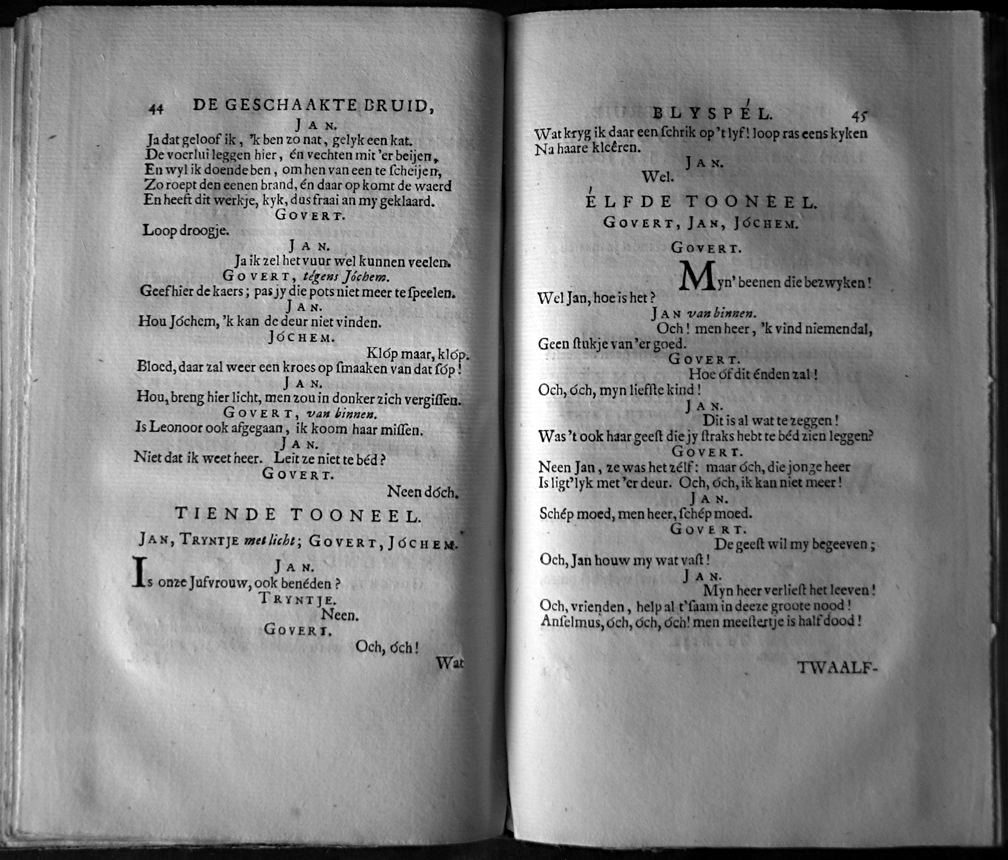 44 DE GESCHAAKTE BRUID,
JAN.
Ja dat geloof ik, 'k ben zo nat, gelyk een kat.
De voerlui leggen hier, én vechten mit 'er beijen,
En wyl ik doende ben, om hen van een te ſcheijen,
Zo roept den eenen brand, én daar op komt de waerd
En heeft dit werkje, kyk, dus fraai an my geklaard.
GOVERT.
Loop droogje.
JAN.
Ja ik zel het vuur wel kunnen veelen.
GOVERT, tégens Jóchem.
Geef hier de kaers; pas jy die pots niet meer te ſpeelen.
JAN.
Hou Jóchem, 'k kan de deur niet vinden.
JÓCHEM.
Klóp maar, klóp.
Bloed, daar zal weer een kroes op ſmaaken van dat ſóp!
JAN.
Hou, breng hier licht, men zou in donker zich vergiſſen.
GOVERT, van binnen.
Is Leonoor ook afgegaan, ik koom haar miſſen.
JAN.
Niet dat ik weet heer. Leit ze niet te béd?
GOVERT.
Neen dóch.
TIENDE TOONEEL.
JAN, TRYNTJE met licht; GOVERT, JÓCHEM.
JAN.
Is onze Jufvrouw, ook benéden?
TRYNTJE.
Neen.
GOVERT.
Och, óch!
Wat
BLYSPÉL. 45
Wat kryg ik daar een ſchrik op 't lyf! loop ras eens kyken
Na haare kleêren.
JAN.
Wel.
ÉLFDE TOONEEL.
GOVERT, JAN, JÓCHEM.
GOVERT.
Myn' beenen die bezwyken!
Wel Jan, hoe is het?
JAN van binnen.
Och! men heer, 'k vind niemendal,
Geen ſtukje van 'er goed.
GOVERT.
Hoe óf dit énden zal!
Och, óch, myn liefſte kind!
JAN.
Dit is al wat te zeggen!
Was 't ook haar geeſt die jy ſtraks hebt te béd zien leggen?
GOVERT.
Neen Jan, ze was het zélf: maar óch, die jonge heer
Is ligt'lyk met 'er deur. Och, óch, ik kan niet meer!
JAN.
Schép moed, men heer, ſchép moed.
GOVERT.
De geeſt wil my begeeven;
Och, Jan houw my wat vaſt!
JAN.
Myn heer verlieſt het leeven!
Och, vrienden, help al t'ſaam in deeze groote nood!
Anſelmus, óch, óch, óch! men meeſtertje is half dood!
TWAALF-